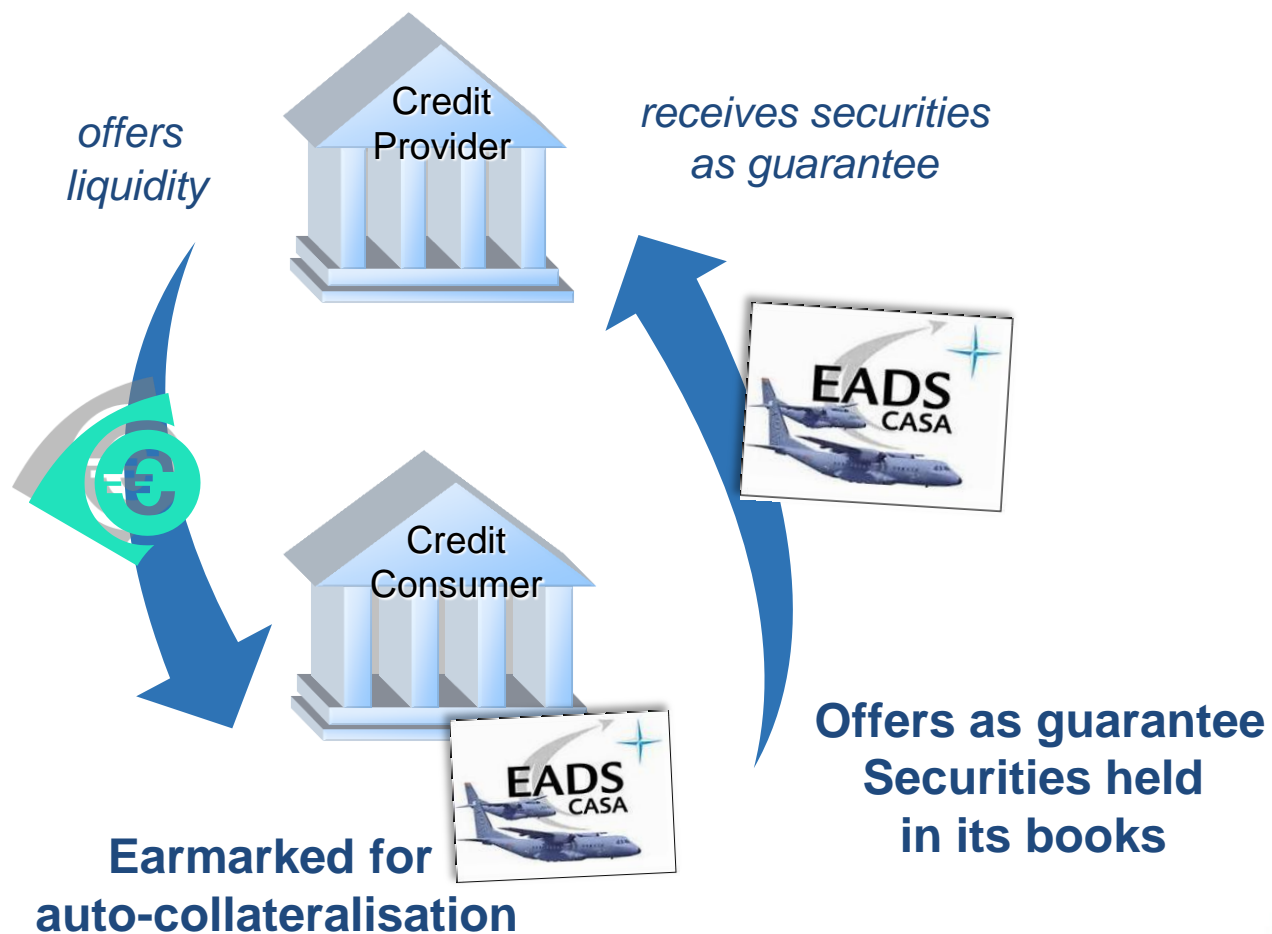 offers
liquidity
Credit
Provider
receives securities
as guarantee
€
EADS
CASA
Credit
Consumer
EADS
CASA
Offers as guarantee
Securities held
in its books
Earmarked for
auto-collateralisation